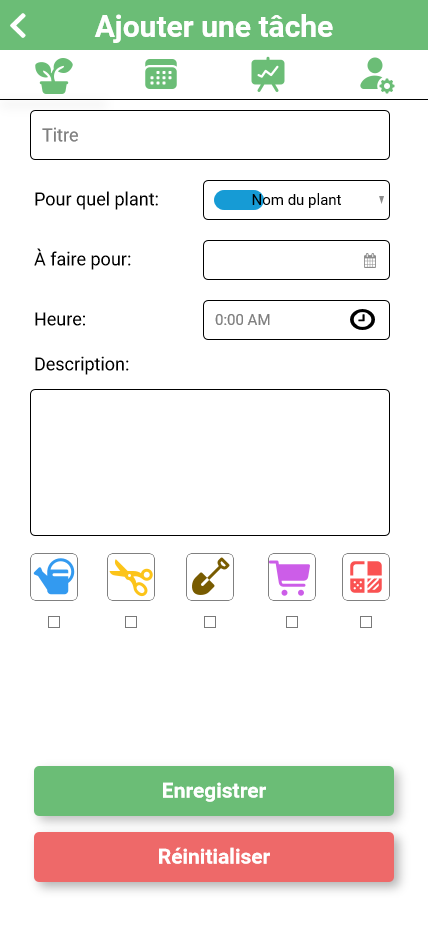 Ajouter une tâche
Titre
Pour quel plant:
Nom du plant
À faire pour:
Heure:
0:00 AM
Description:
Enregistrer
Réinitialiser